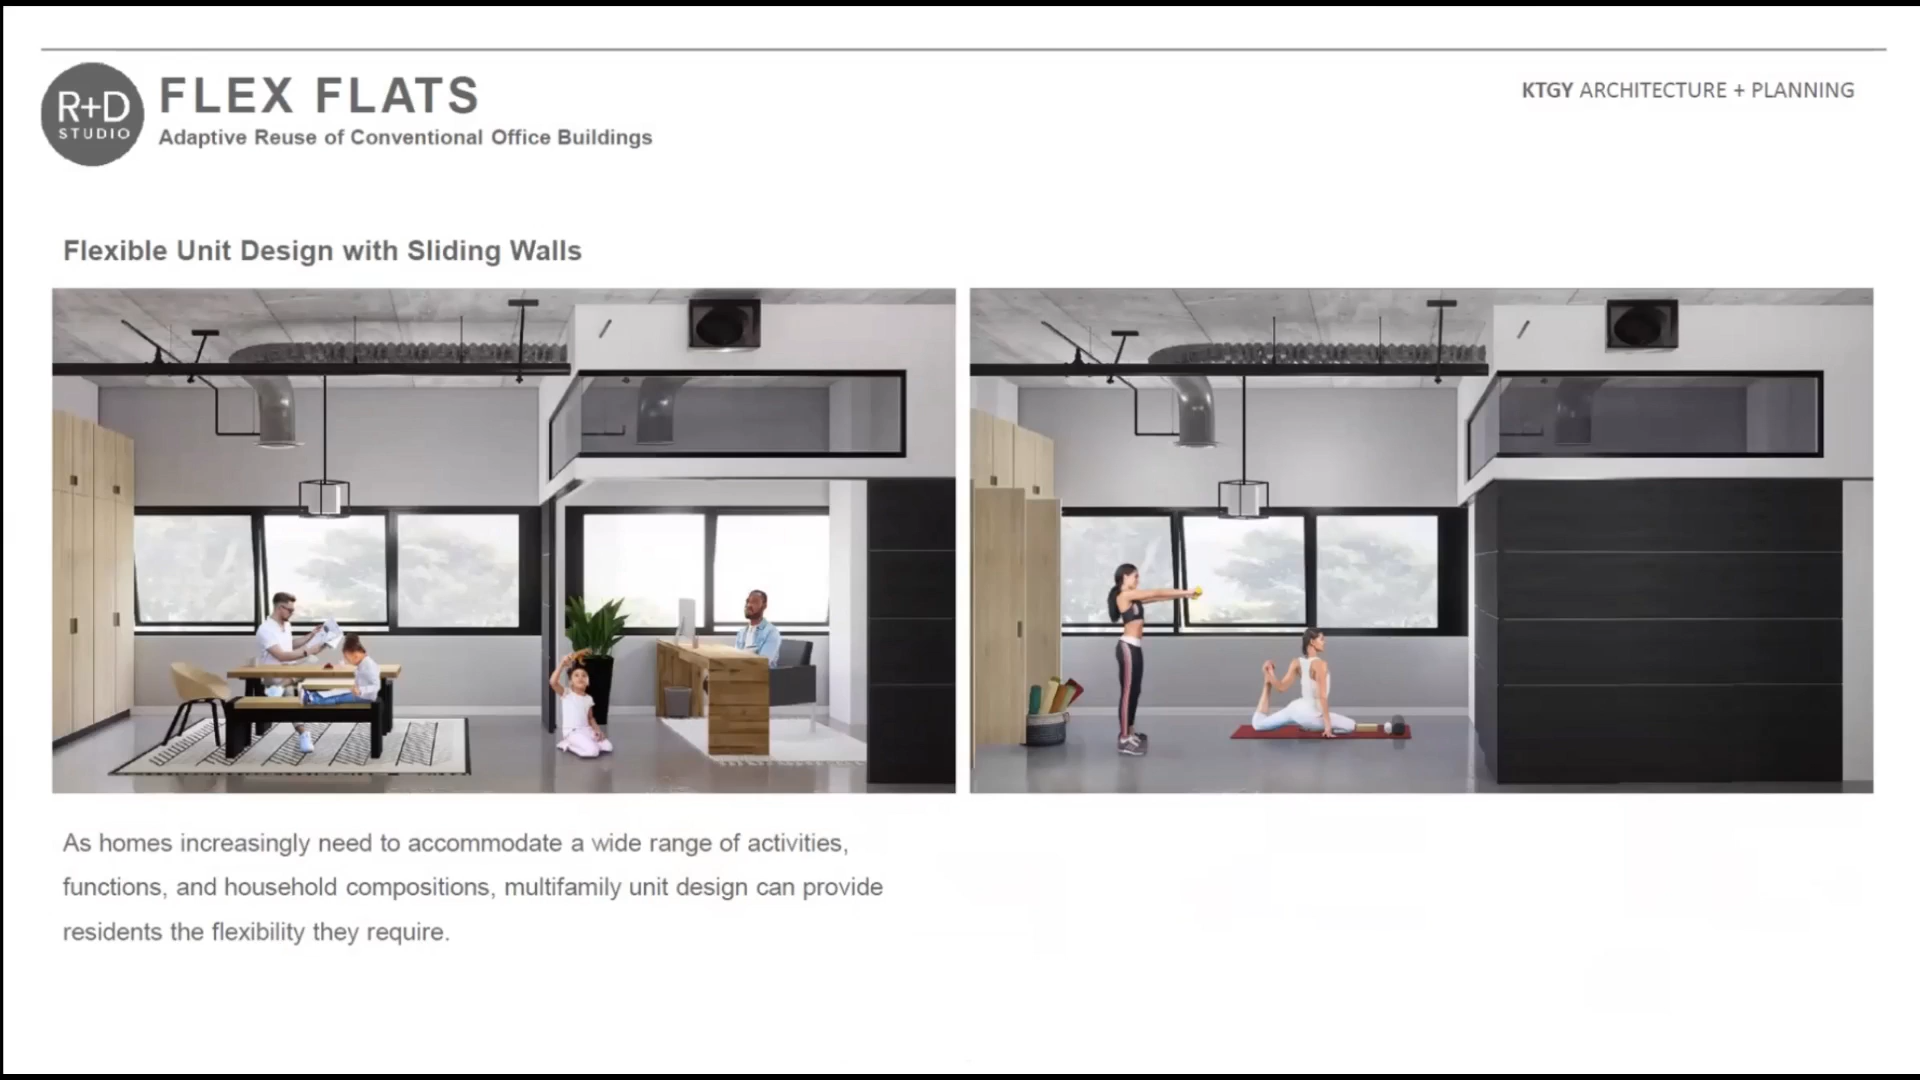 R+D
STUDIO
FLEX FLATS
Adaptive Reuse of Conventional Office Buildings
KTGY ARCHITECTURE + PLANNING
Flexible Unit Design with Sliding Walls
As homes increasingly need to accommodate a wide range of activities,
functions, and household compositions, multifamily unit design can provide
residents the flexibility they require.